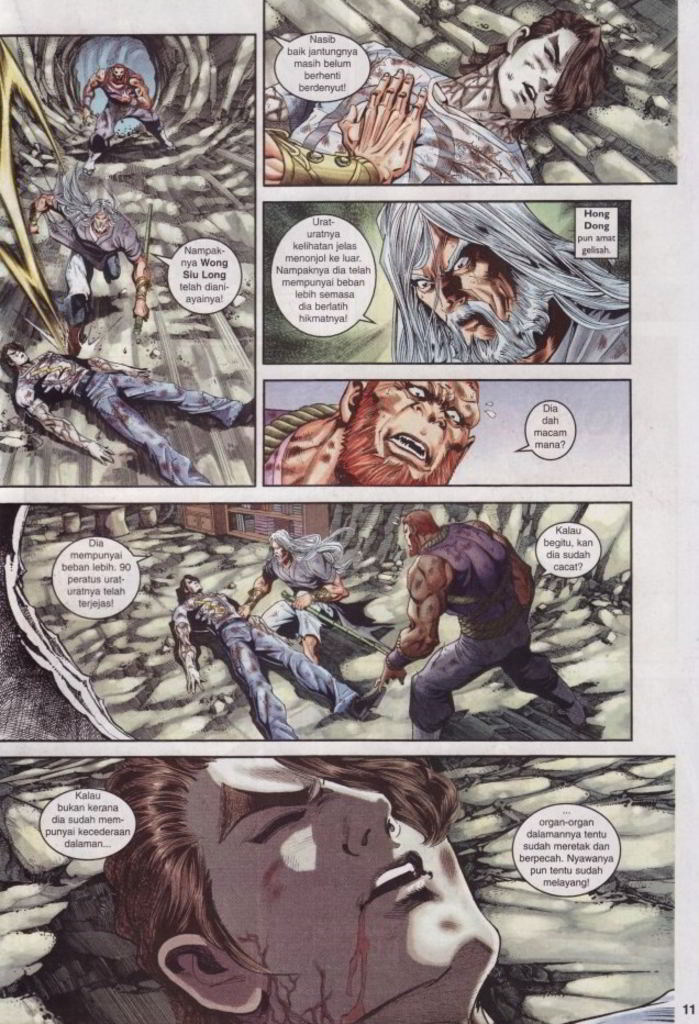 Nampak-
nya Wong
Siu Long
telah diani-
ayainya!
Nasib
baik jantungnya
masih belum
berhenti
berdenyut!
Urat-
uratnya
kelihatan jelas
menonjol ke luar.
Nampaknya dia telah
mempunyai beban
lebih semasa
dia berlatih
hikmatnya!
Hong
Dong
pun amat
gelisah.
Dia
dah
macam
mana?
Dia
mempunyai
beban lebih. 90
peratus urat-
uratnya telah
terjejas!
Kalau
begitu, kan
dia sudah
cacat?
Kalau
bukan kerana
dia sudah mem-
punyai kecederaan
dalaman...
...
organ-organ
dalamannya tentu
sudah meretak dan
berpecah. Nyawanya
pun tentu sudah
melayang!
11